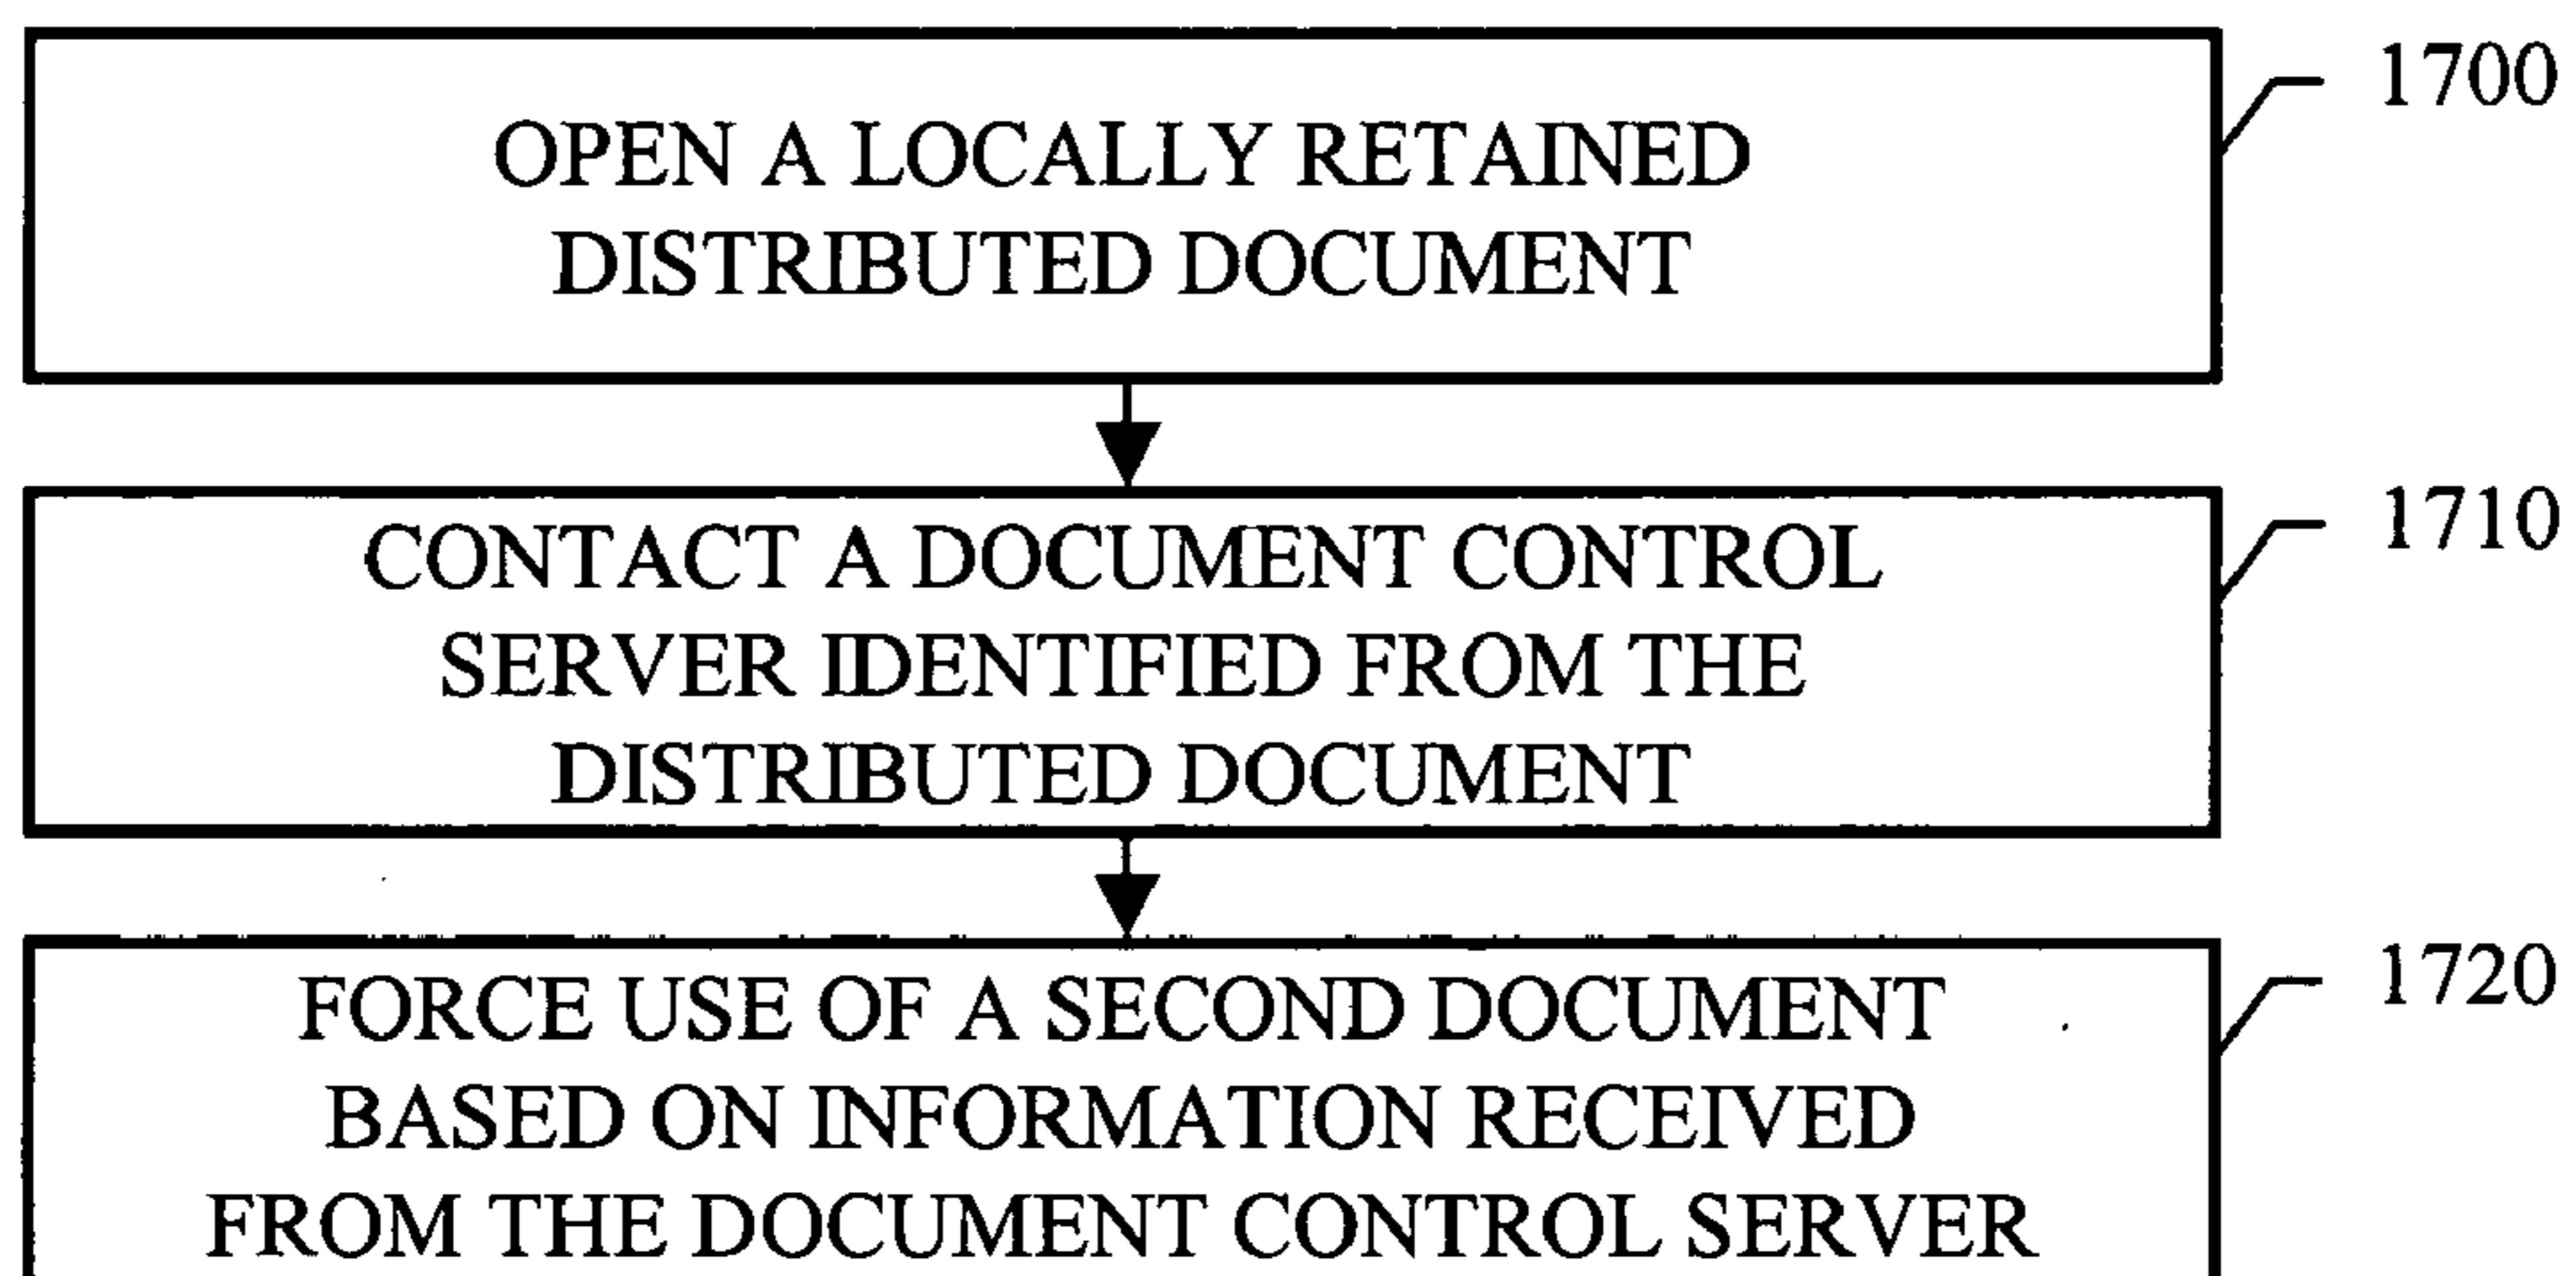 1700
OPEN A LOCALLY RETAINED
DISTRIBUTED DOCUMENT
1710
CONTACT A DOCUMENT CONTROL
SERVER IDENTIFIED FROM THE
DISTRIBUTED DOCUMENT
1720
FORCE USE OF A SECOND DOCUMENT
BASED ON INFORMATION RECEIVED
FROM THE DOCUMENT CONTROL SERVER